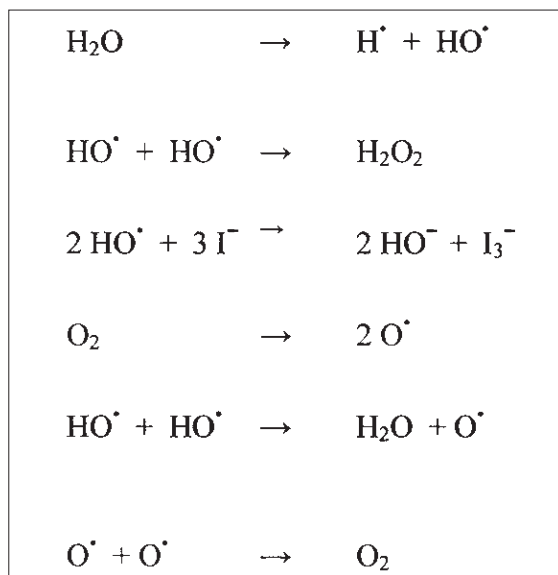 H₂O → H• + HO•
HO• + HO• → H₂O₂
2 HO• + 3 I⁻ → 2 HO⁻ + I₃⁻
O₂ → 2 O•
HO• + HO• → H₂O + O•
O• + O• → O₂